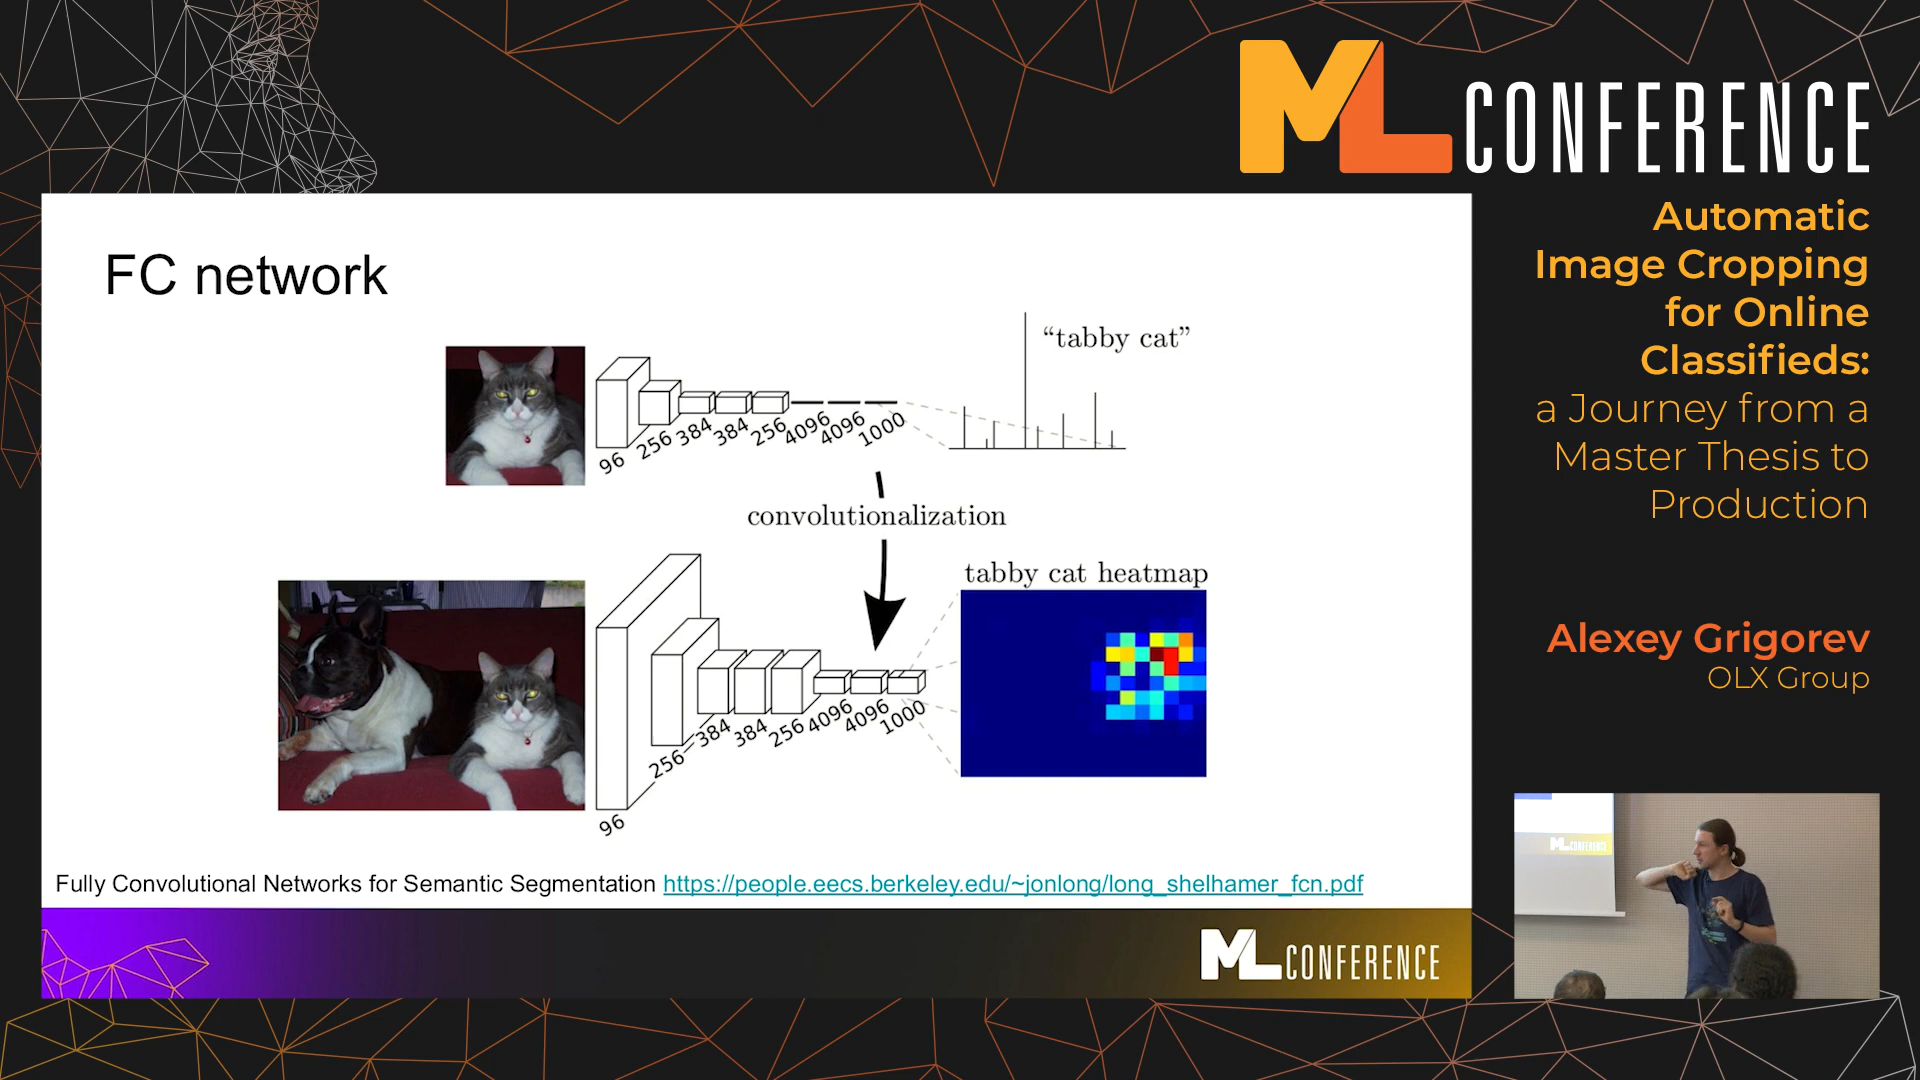 ML CONFERENCE
Automatic
Image Cropping
for Online
Classifieds:
a Journey from a
Master Thesis to
Production
Alexey Grigorev
OLX Group
FC network
"tabby cat"
96 256 384 384 256 4096 4096 1000
convolutionalization
tabby cat heatmap
96 256 384 384 256 4096 4096 1000
Fully Convolutional Networks for Semantic Segmentation https://people.eecs.berkeley.edu/~jonlong/long_shelhamer_fcn.pdf
ML CONFERENCE
ML CONFERENCE